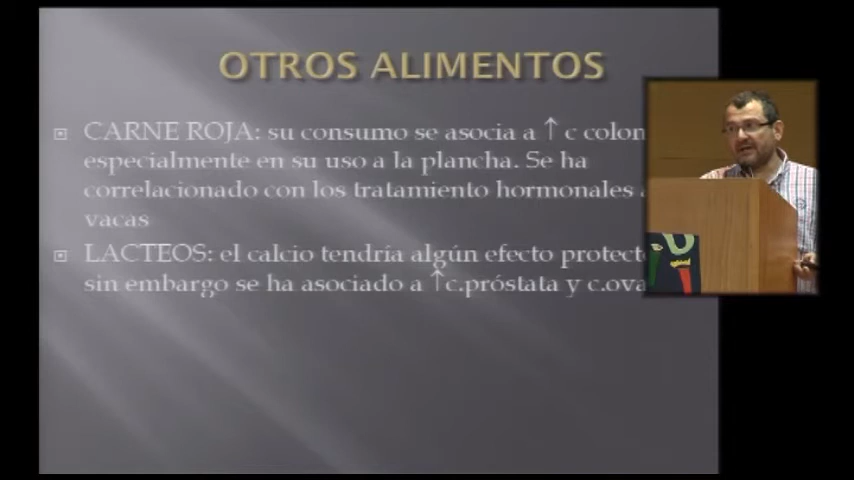 OTROS ALIMENTOS
CARNE ROJA: su consumo se asocia a ↑ c colon
especialmente en su uso a la plancha. Se ha
correlacionado con los tratamiento hormonales a
vacas
LACTEOS: el calcio tendría algún efecto
sin embargo se ha asociado a ↑c.próstata y